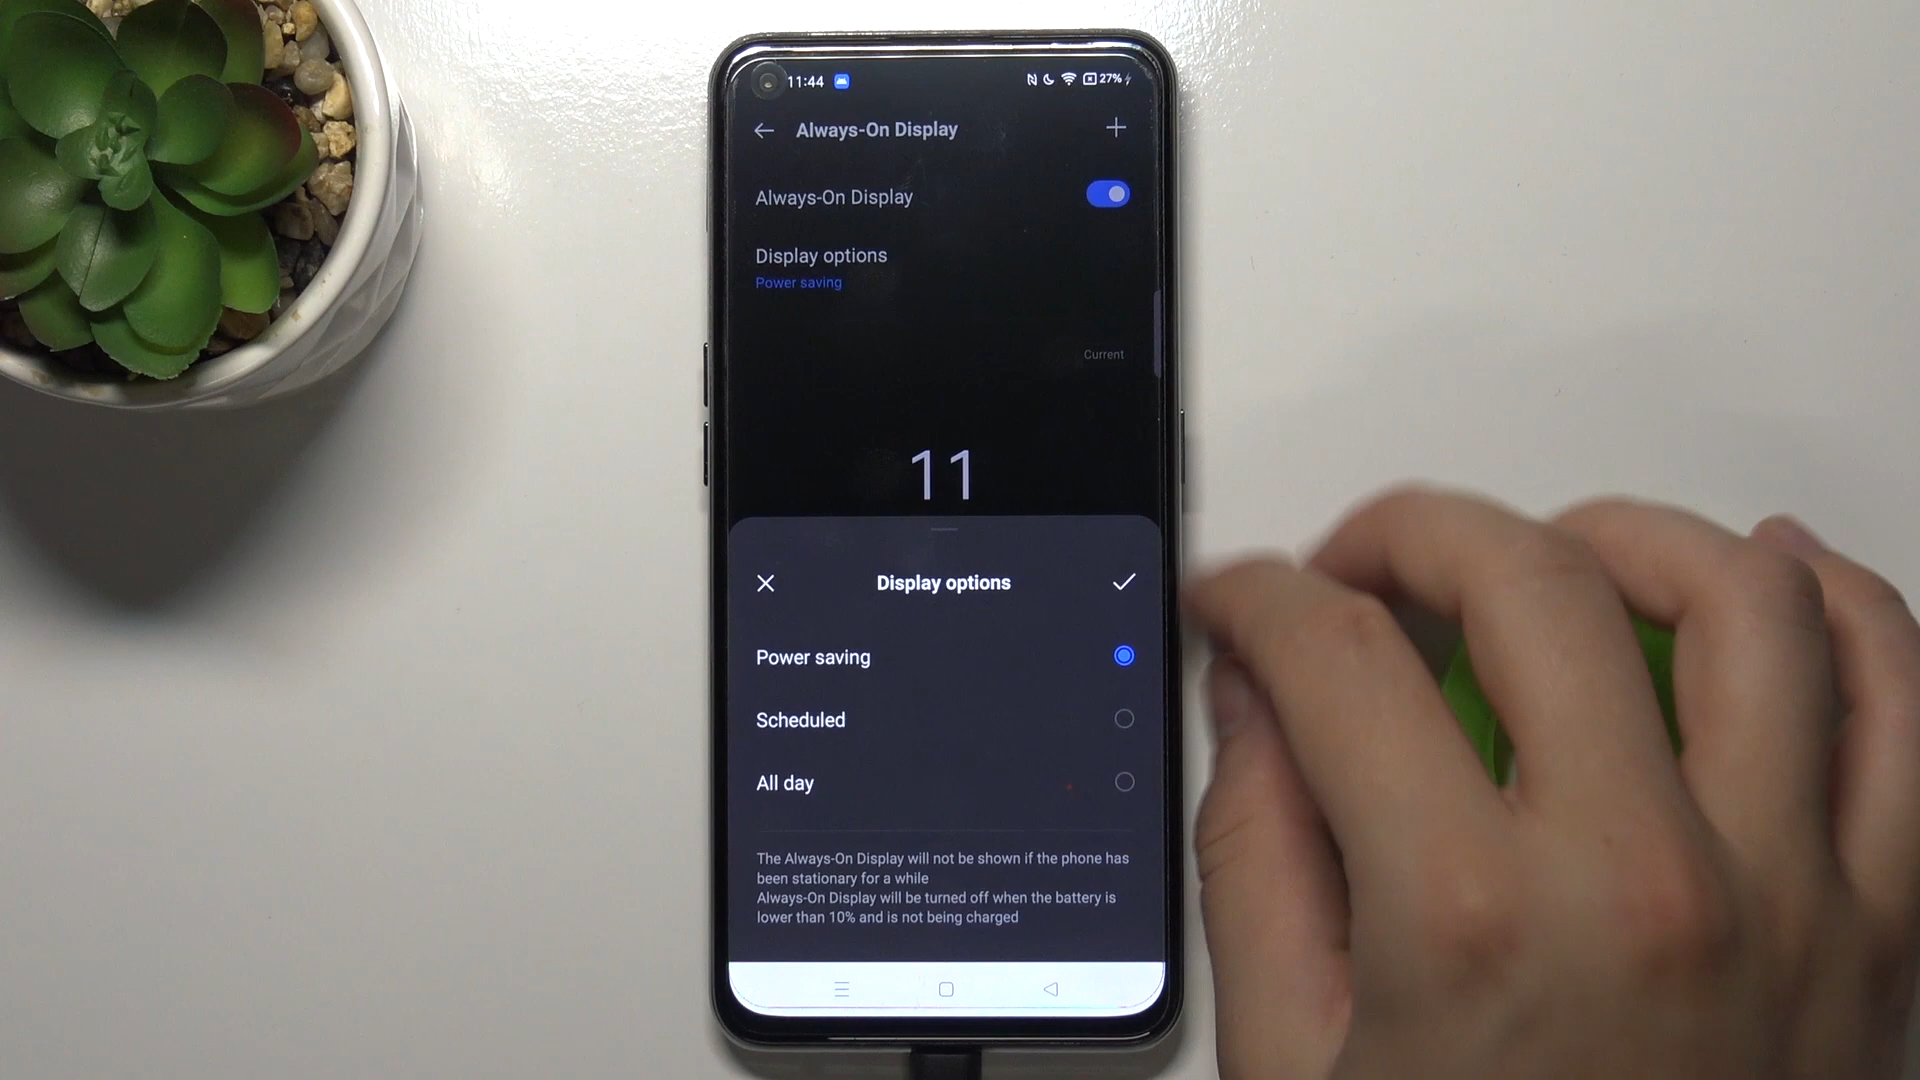 11:44
27%
Always-On Display
Always-On Display
Display options
Power saving
Current
11
Display options
Power saving
Scheduled
All day
The Always-On Display will not be shown if the phone has
been stationary for a while
Always-On Display will be turned off when the battery is
lower than 10% and is not being charged